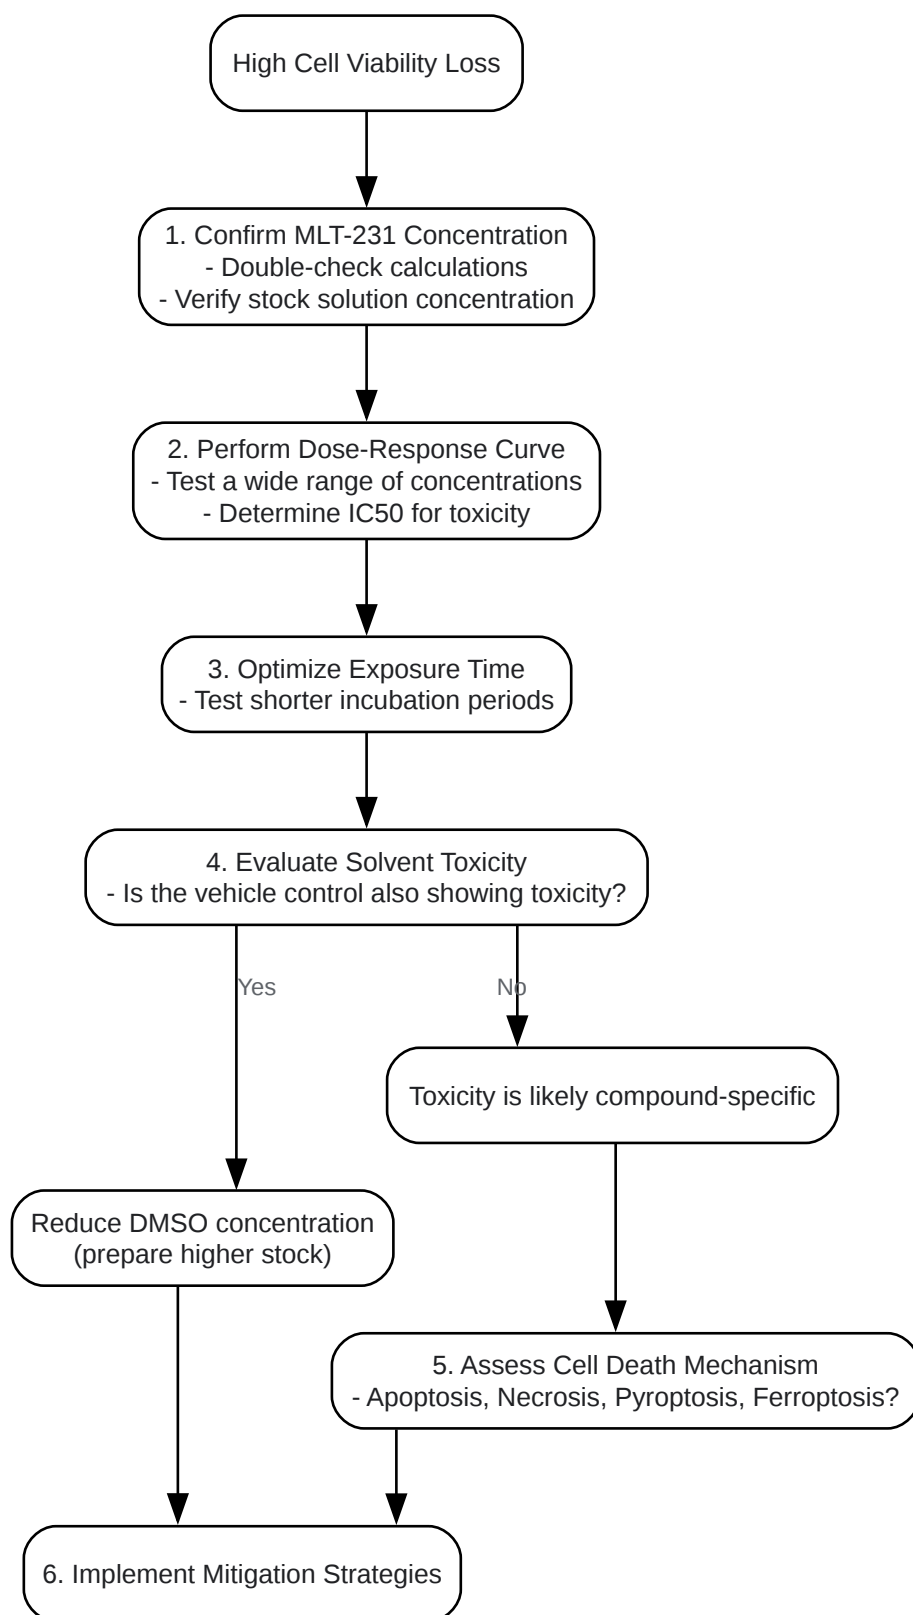 High Cell Viability Loss
1. Confirm MLT-231 Concentration
- Double-check calculations
- Verify stock solution concentration
2. Perform Dose-Response Curve
- Test a wide range of concentrations
- Determine IC50 for toxicity
3. Optimize Exposure Time
- Test shorter incubation periods
4. Evaluate Solvent Toxicity
- Is the vehicle control also showing toxicity?
Yes
No
Toxicity is likely compound-specific
Reduce DMSO concentration
(prepare higher stock)
5. Assess Cell Death Mechanism
- Apoptosis, Necrosis, Pyroptosis, Ferroptosis?
6. Implement Mitigation Strategies